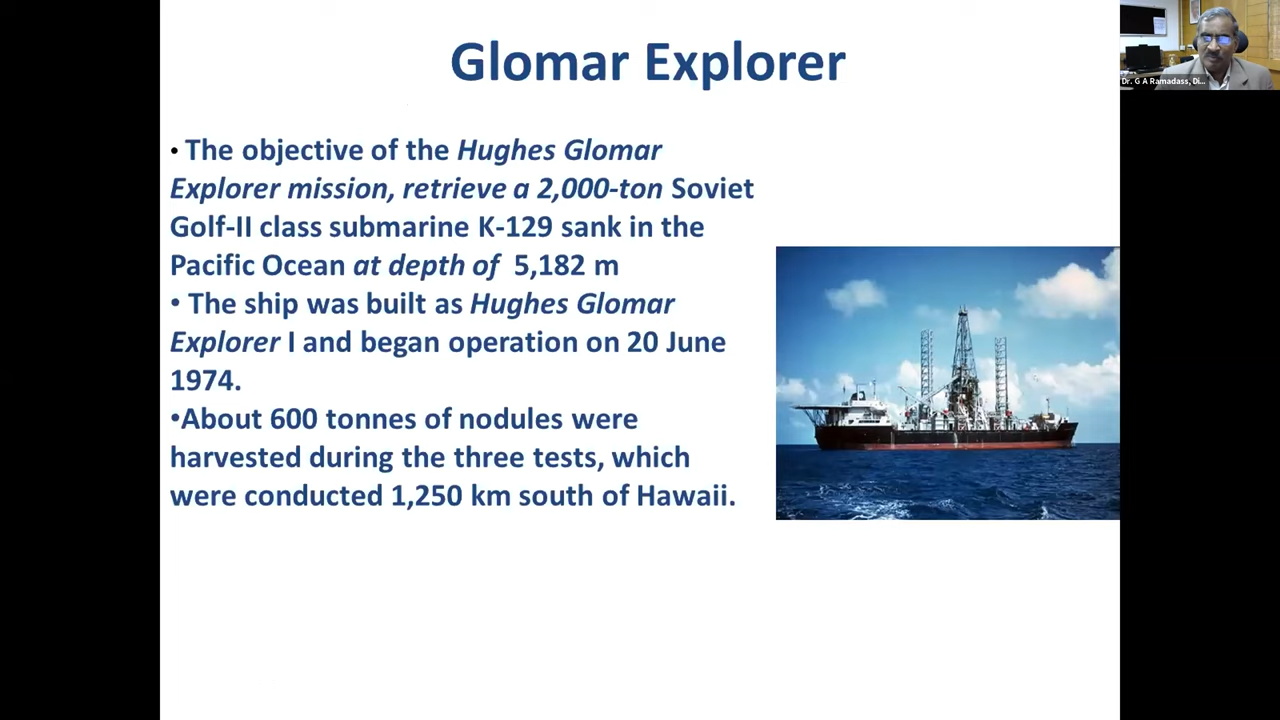 Glomar Explorer
Dr. G A Ramadass, Di...
• The objective of the Hughes Glomar
Explorer mission, retrieve a 2,000-ton Soviet
Golf-II class submarine K-129 sank in the
Pacific Ocean at depth of 5,182 m
• The ship was built as Hughes Glomar
Explorer I and began operation on 20 June
1974.
•About 600 tonnes of nodules were
harvested during the three tests, which
were conducted 1,250 km south of Hawaii.